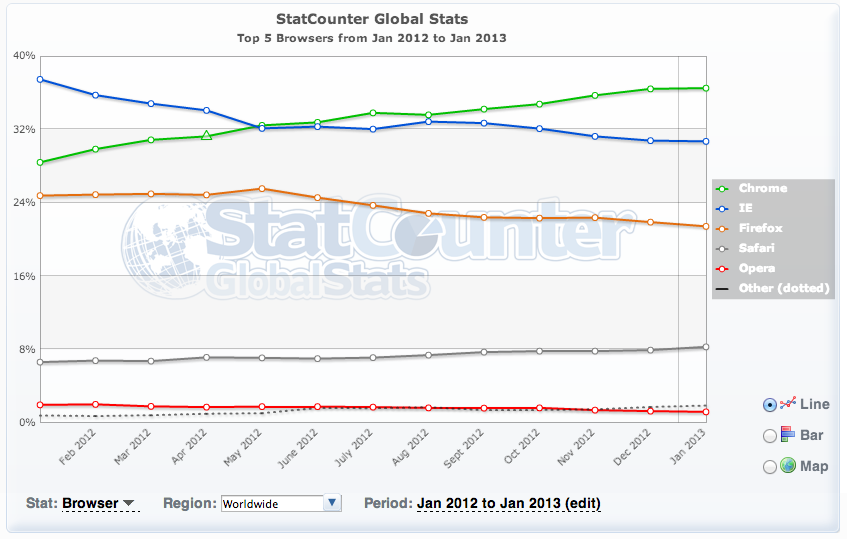 StatCounter Global Stats
Top 5 Browsers from Jan 2012 to Jan 2013
40%
32%
24%
16%
8%
0%
StatCounter
GlobalStats
Chrome
IE
Firefox
Safari
Opera
Other (dotted)
Feb 2012
Mar 2012
Apr 2012
May 2012
June 2012
July 2012
Aug 2012
Sept 2012
Oct 2012
Nov 2012
Dec 2012
Jan 2013
Line
Bar
Map
Stat: Browser Region: Worldwide Period: Jan 2012 to Jan 2013 (edit)